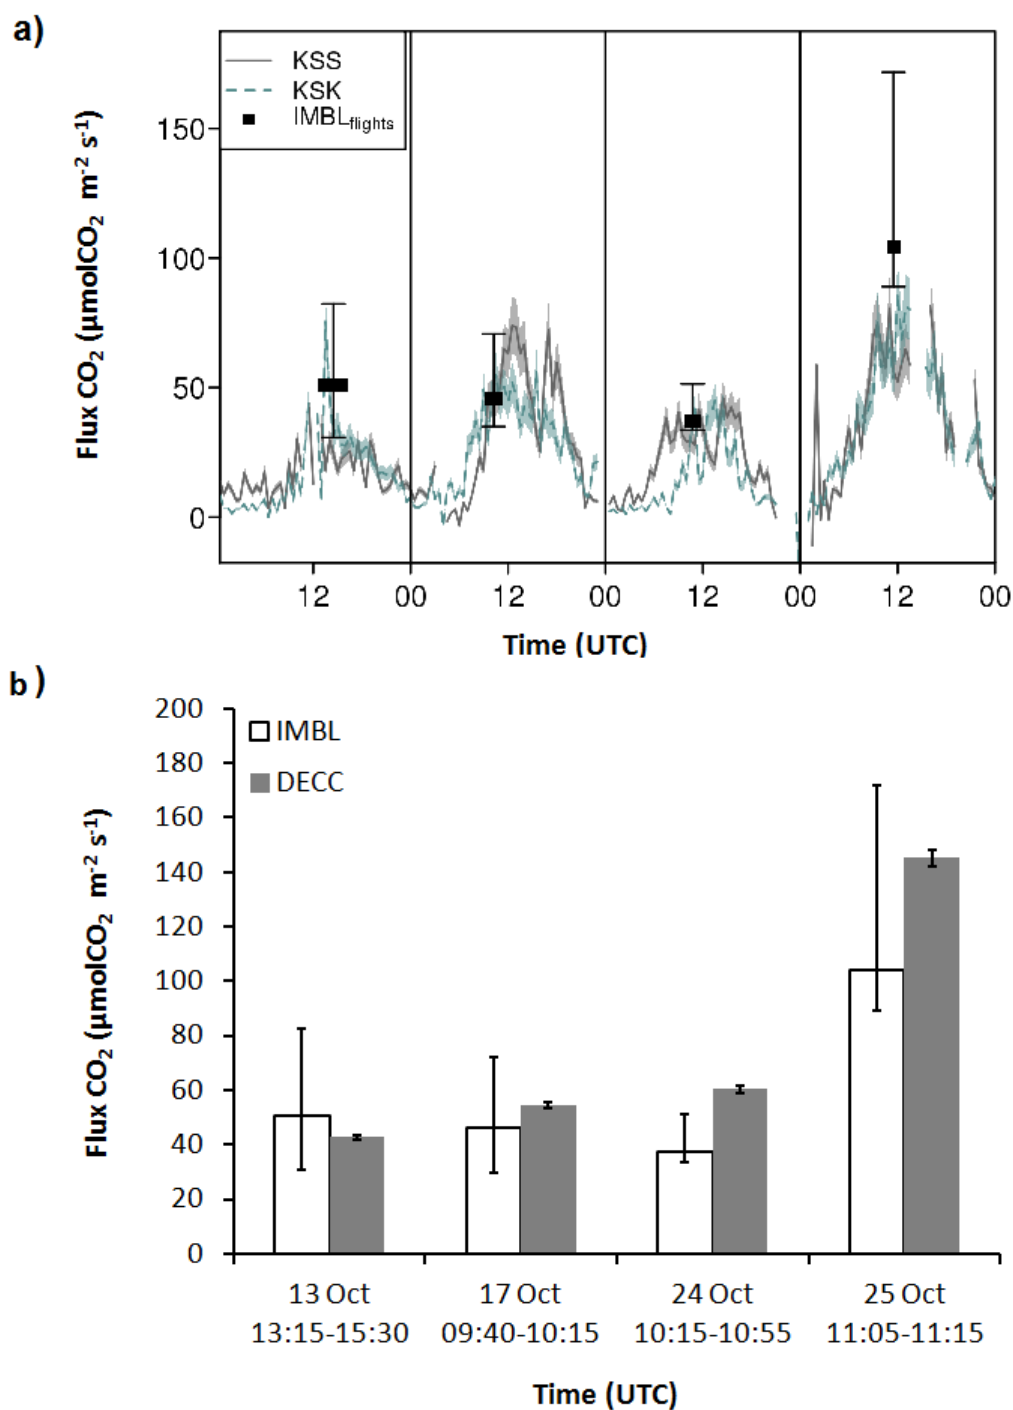 a)
KSS
KSK
IMBLflights
150
100
50
0
Flux CO2 (µmolCO2 m-2 s-1)
12 00 12 00 12 00 12 00
Time (UTC)
b)
IMBL
DECC
200
180
160
140
120
100
80
60
40
20
0
Flux CO2 (µmolCO2 m-2 s-1)
13 Oct 17 Oct 24 Oct 25 Oct
13:15-15:30 09:40-10:15 10:15-10:55 11:05-11:15
Time (UTC)